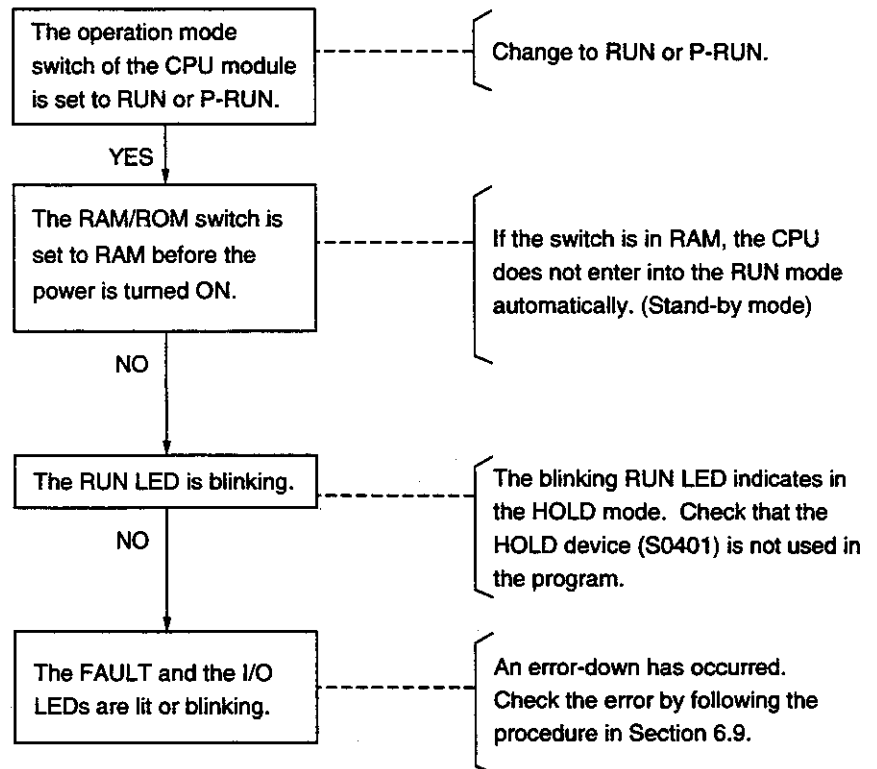 The operation mode
switch of the CPU module
is set to RUN or P-RUN.
Change to RUN or P-RUN.
YES
The RAM/ROM switch is
set to RAM before the
power is turned ON.
If the switch is in RAM, the CPU
does not enter into the RUN mode
automatically. (Stand-by mode)
NO
The RUN LED is blinking.
The blinking RUN LED indicates in
the HOLD mode. Check that the
HOLD device (S0401) is not used in
the program.
NO
The FAULT and the I/O
LEDs are lit or blinking.
An error-down has occurred.
Check the error by following the
procedure in Section 6.9.